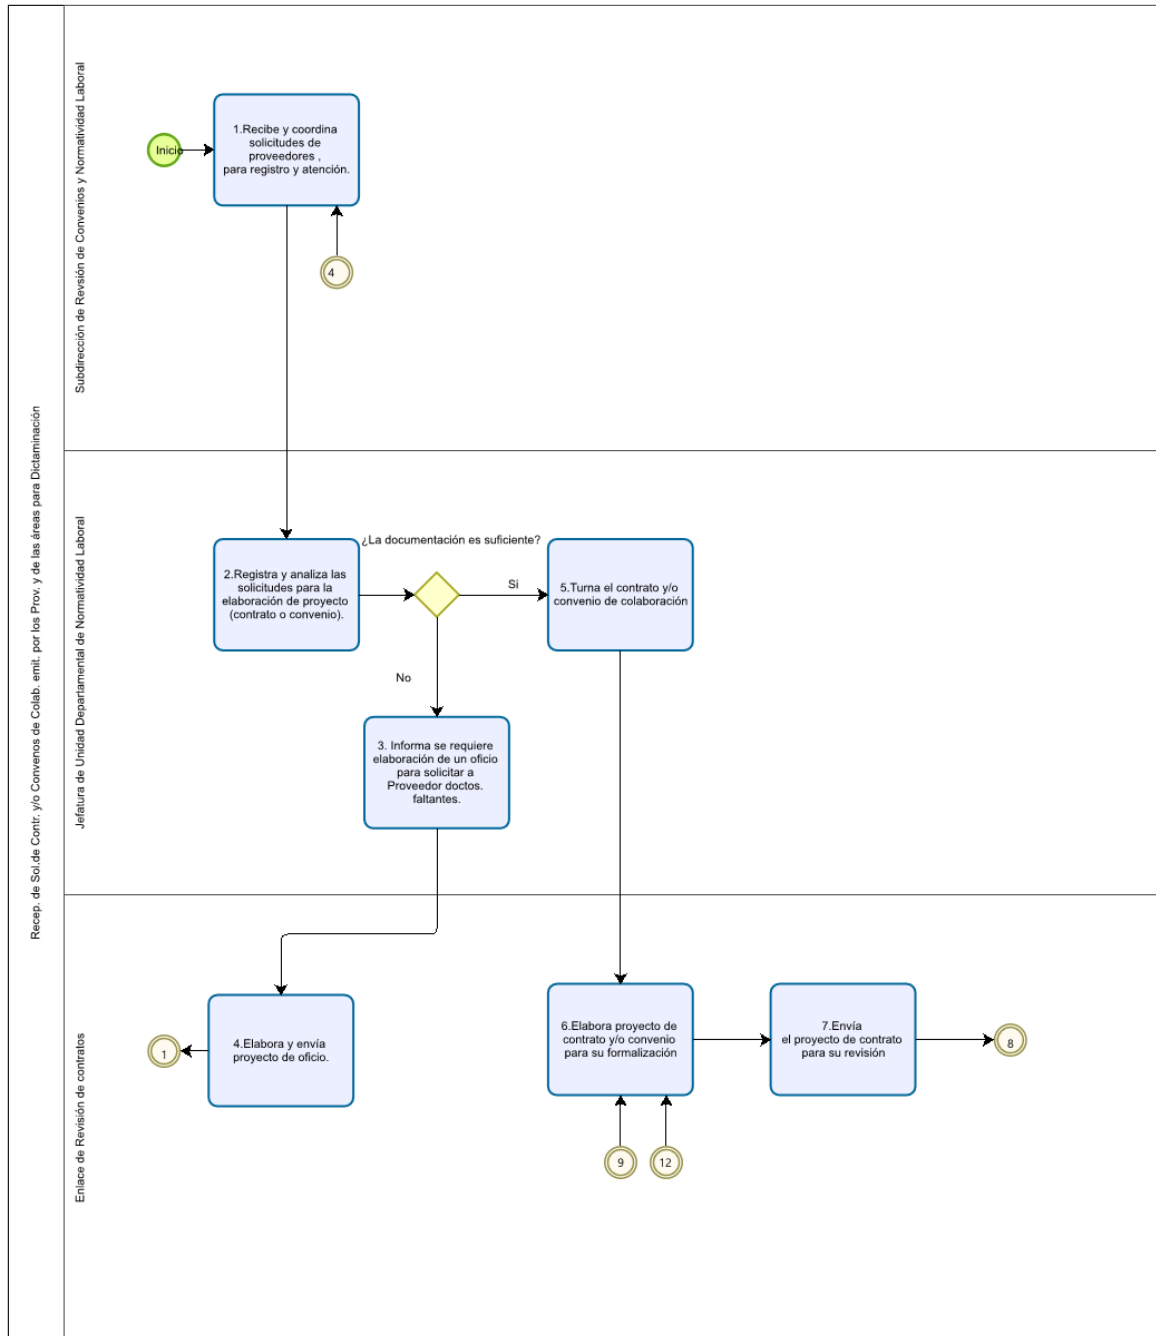 Recep. de Sol.de Contr. y/o Convenos de Colab. emit. por los Prov. y de las áreas para Dictaminación
Subdirección de Revsión de Convenios y Normatividad Laboral
Inicio
1.Recibe y coordina
solicitudes de
proveedores ,
para registro y atención.
4
Jefatura de Unidad Departamental de Normatividad Laboral
2.Registra y analiza las
solicitudes para la
elaboración de proyecto
(contrato o convenio).
¿La documentación es suficiente?
Si
No
5.Turna el contrato y/o
convenio de colaboración
3. Informa se requiere
elaboración de un oficio
para solicitar a
Proveedor doctos.
faltantes.
Enlace de Revisión de contratos
1
4.Elabora y envía
proyecto de oficio.
6.Elabora proyecto de
contrato y/o convenio
para su formalización
7.Envía
el proyecto de contrato
para su revisión
8
9
12